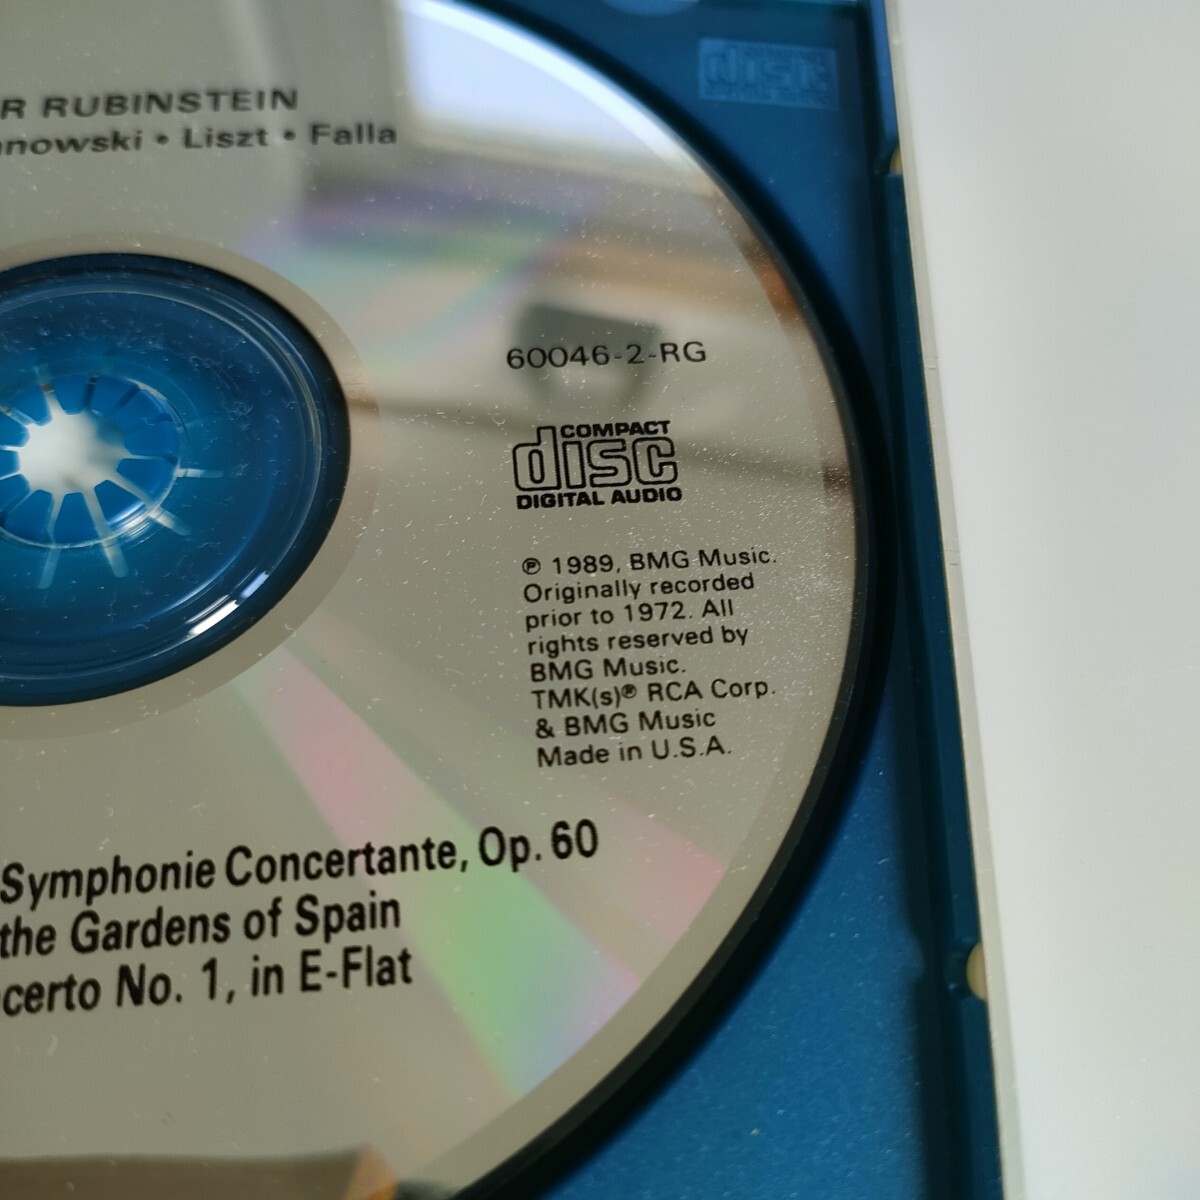 R RUBINSTEIN
nowski • Liszt • Falla
disc
60046-2-RG
COMPACT
disc
DIGITAL AUDIO
℗ 1989, BMG Music.
Originally recorded
prior to 1972. All
rights reserved by
BMG Music.
TMK(s)® RCA Corp.
& BMG Music
Made in U.S.A.
Symphonie Concertante, Op. 60
the Gardens of Spain
certo No. 1, in E-Flat